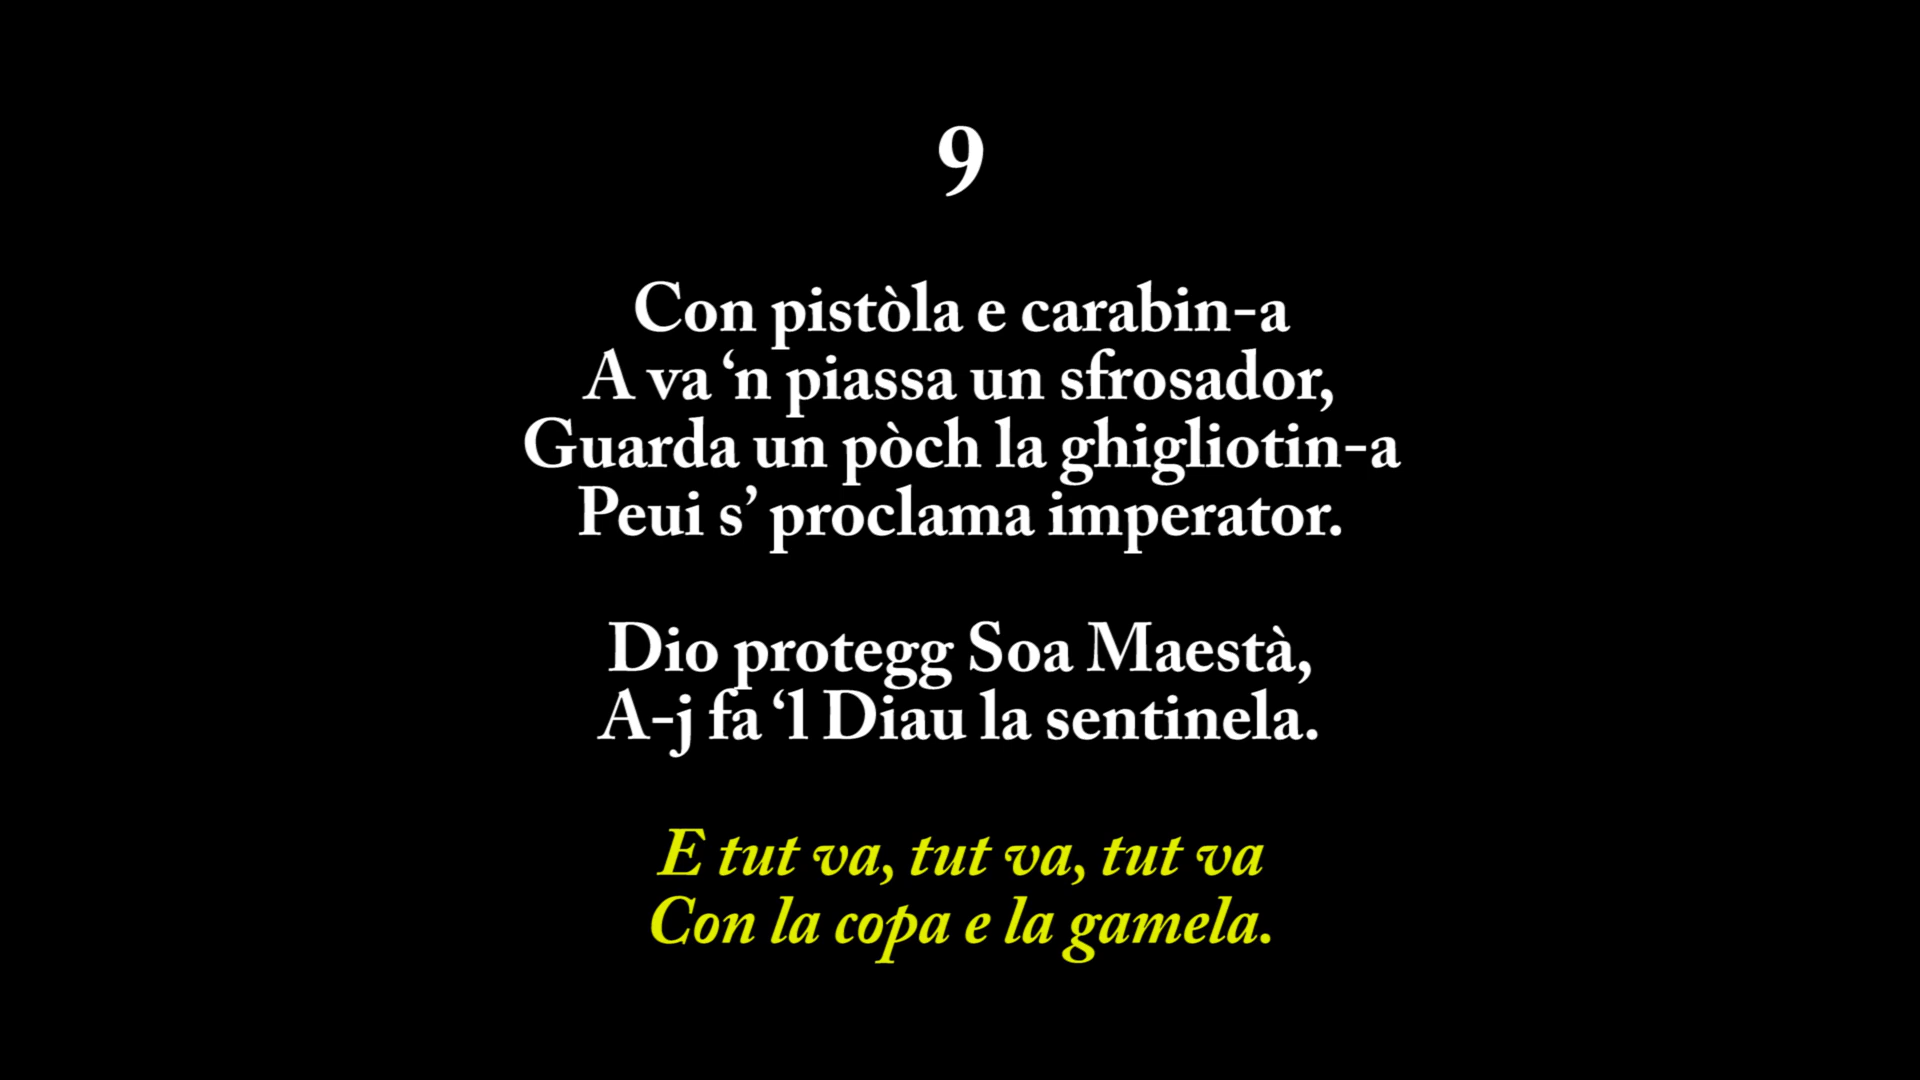 9
Con pistòla e carabin-a
A va ‘n piassa un sfrosador,
Guarda un pòch la ghigliotin-a
Peui s’ proclama imperator.
Dio protegg Soa Maestà,
A-j fa ‘l Diau la sentinela.
E tut va, tut va, tut va
Con la copa e la gamela.